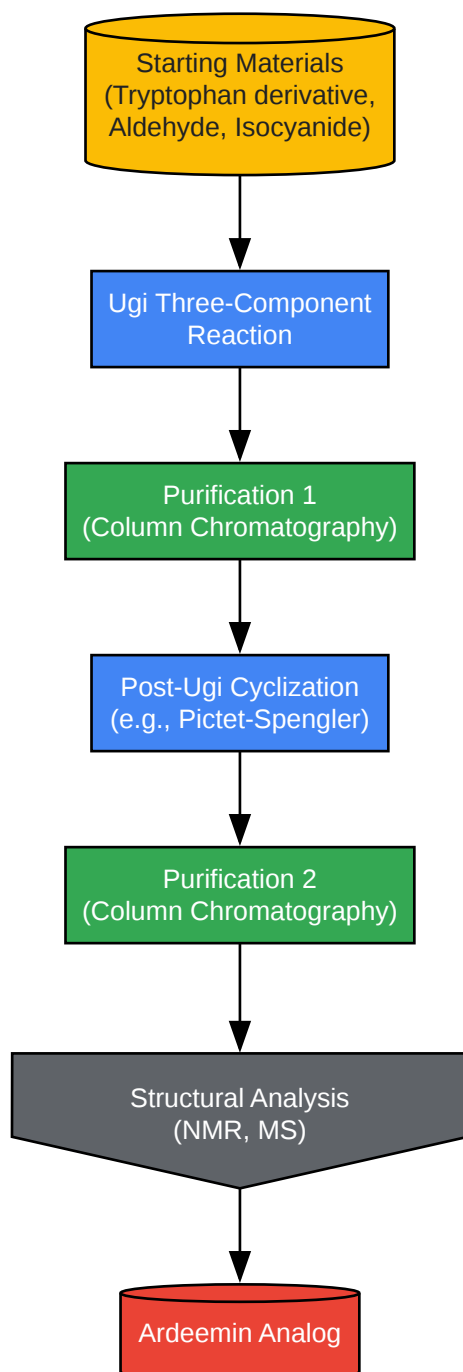 Starting Materials
(Tryptophan derivative,
Aldehyde, Isocyanide)
Ugi Three-Component
Reaction
Purification 1
(Column Chromatography)
Post-Ugi Cyclization
(e.g., Pictet-Spengler)
Purification 2
(Column Chromatography)
Structural Analysis
(NMR, MS)
Ardeemin Analog